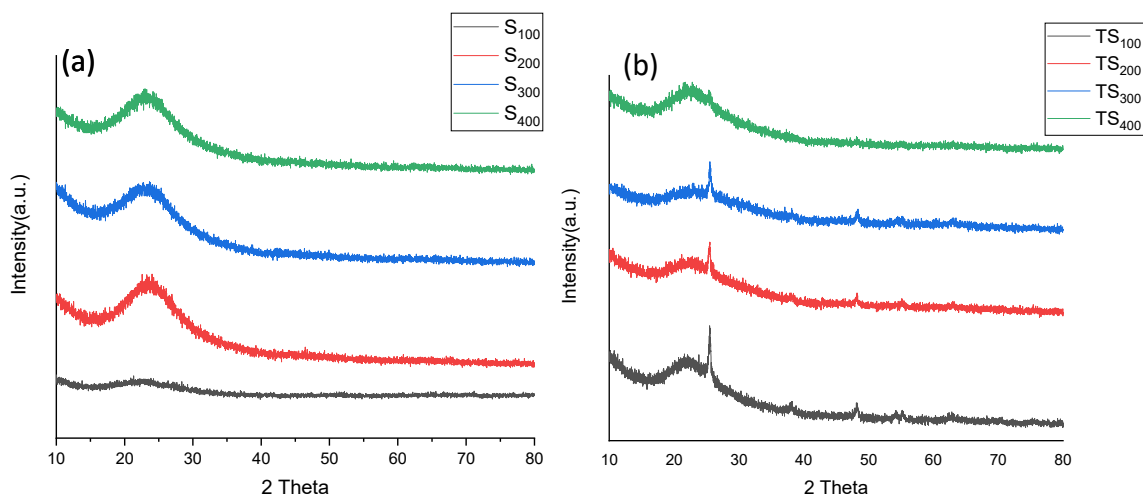 (a)
S₁₀₀
S₂₀₀
S₃₀₀
S₄₀₀
Intensity(a.u.)
10 20 30 40 50 60 70 80
2 Theta
(b)
TS₁₀₀
TS₂₀₀
TS₃₀₀
TS₄₀₀
Intensity(a.u.)
10 20 30 40 50 60 70 80
2 Theta